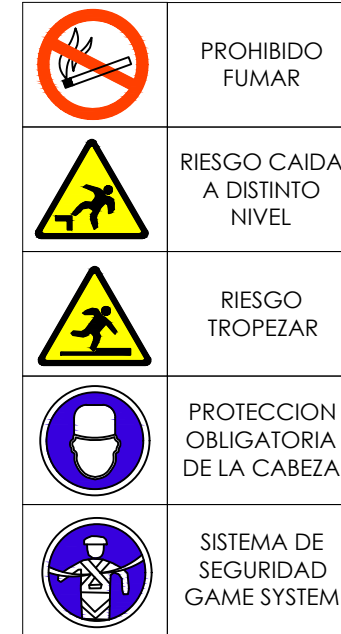 PROHIBIDO
FUMAR
RIESGO CAIDA
A DISTINTO
NIVEL
RIESGO
TROPEZAR
PROTECCION
OBLIGATORIA
DE LA CABEZA
SISTEMA DE
SEGURIDAD
GAME SYSTEM